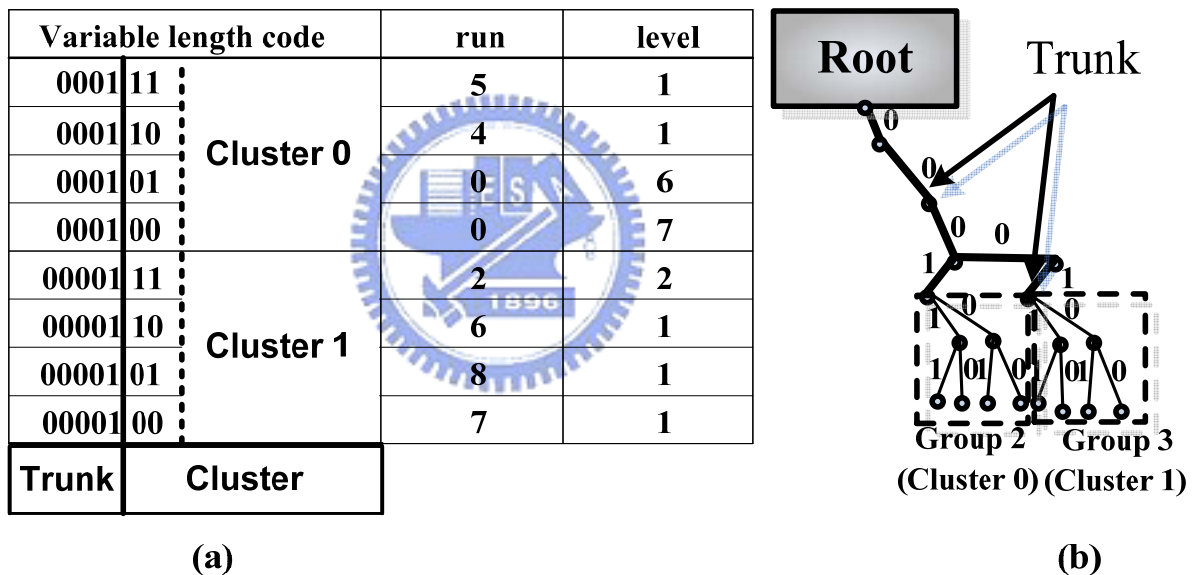 Variable length code run level
0001 11 5 1
0001 10 4 1
Cluster 0
0001 01 0 6
0001 00 0 7
00001 11 2 2
00001 10 6 1
Cluster 1
00001 01 8 1
00001 00 7 1
Trunk Cluster
(a)
Root
Trunk
0
0
0 0
1 1
1 0 0
1 0 1 0 0 1 0
Group 2 Group 3
(Cluster 0) (Cluster 1)
(b)
ESA
1896